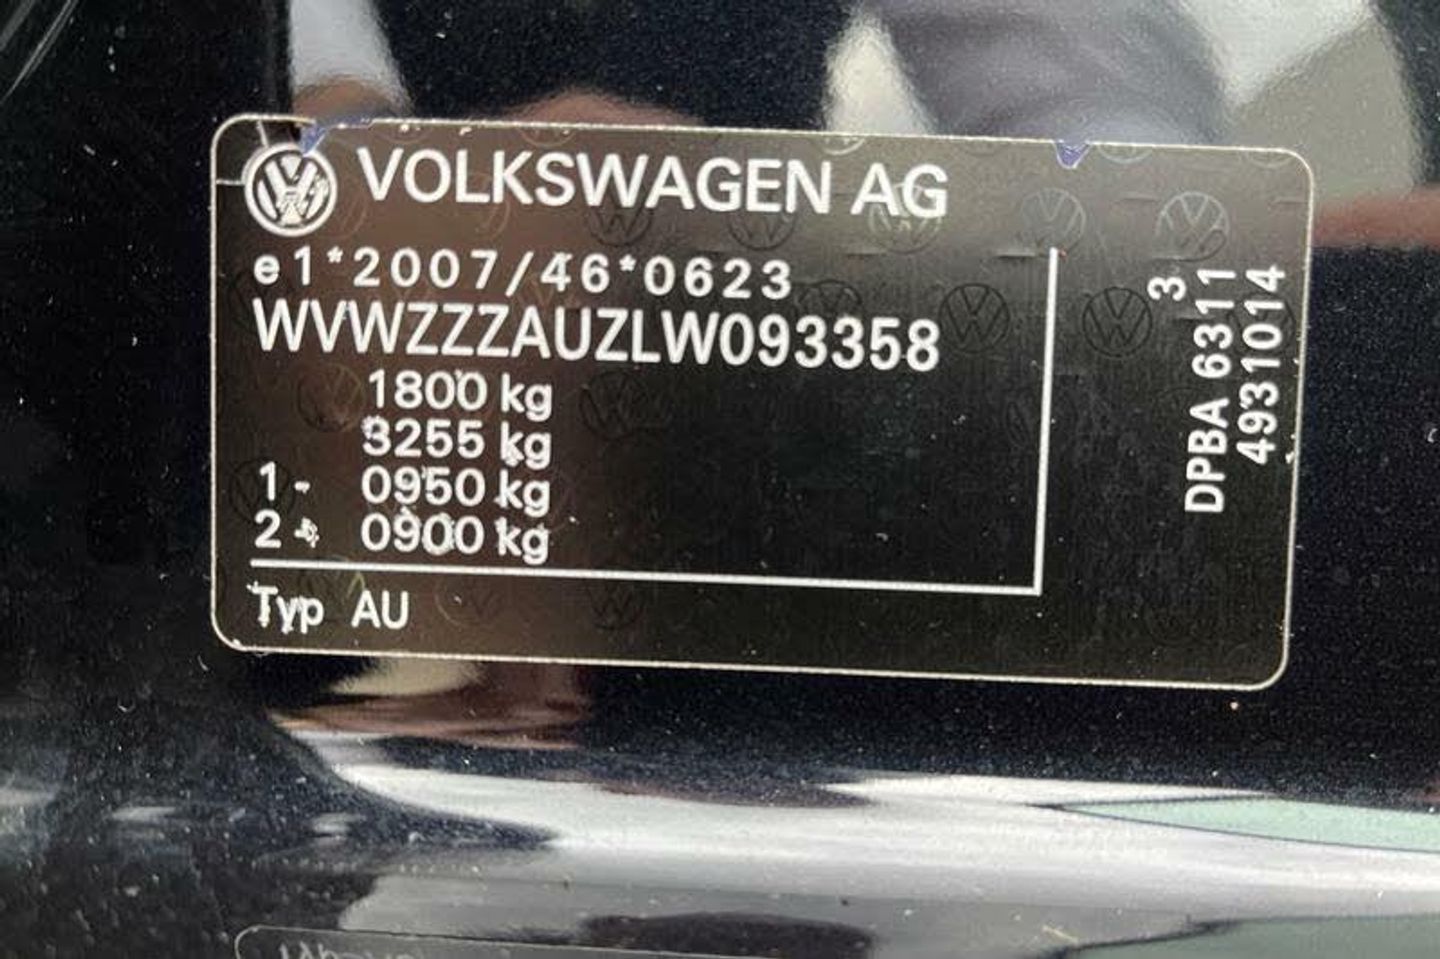 VOLKSWAGEN AG
e1*2007/46*0623
WVWZZZAUZLW093358
1800 kg
3255 kg
1- 0950 kg
2- 0900 kg
Typ AU
3
DPBA 6311
4931014